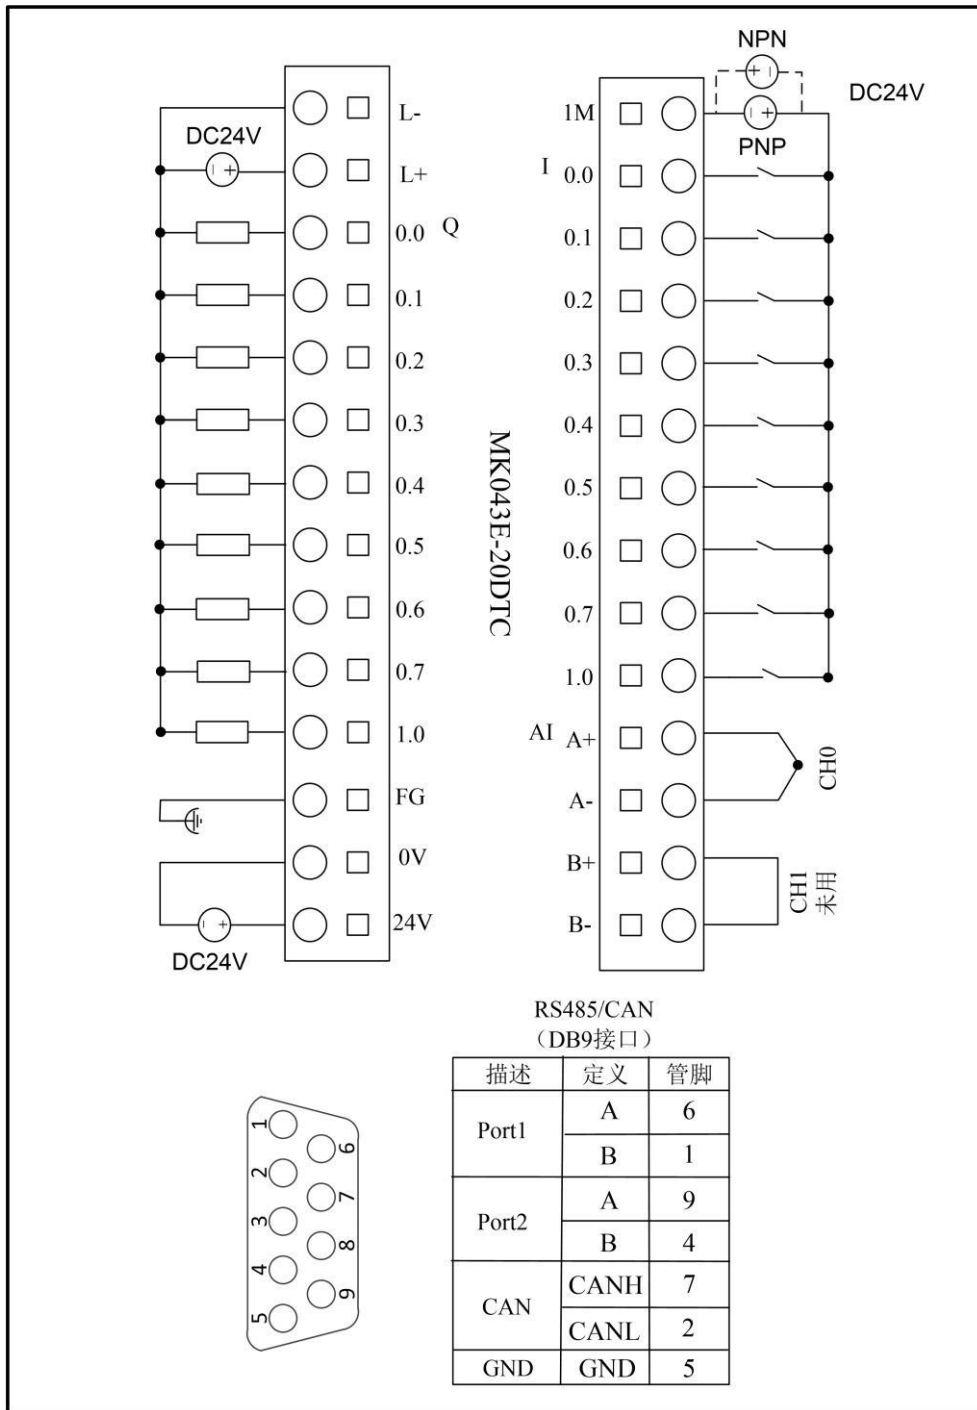 NPN
DC24V
PNP
DC24V
L-
L+
0.0 Q
0.1
0.2
0.3
0.4
0.5
0.6
0.7
1.0
FG
0V
24V
DC24V
MK043E-20DTC
1M
I 0.0
0.1
0.2
0.3
0.4
0.5
0.6
0.7
1.0
AI A+
A-
B+
B-
CH0
CH1
未用
RS485/CAN
（DB9接口）
描述 定义 管脚
Port1 A 6
B 1
Port2 A 9
B 4
CAN CANH 7
CANL 2
GND GND 5
1
2
3
4
5
6
7
8
9